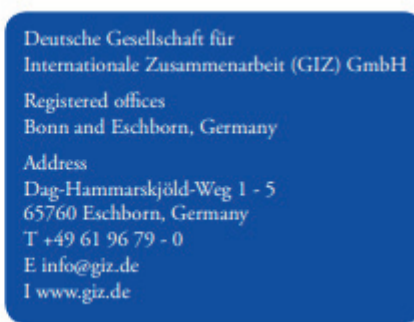 Deutsche Gesellschaft für
Internationale Zusammenarbeit (GIZ) GmbH
Registered offices
Bonn and Eschborn, Germany
Address
Dag-Hammarskjöld-Weg 1 - 5
65760 Eschborn, Germany
T +49 61 96 79 - 0
E info@giz.de
I www.giz.de